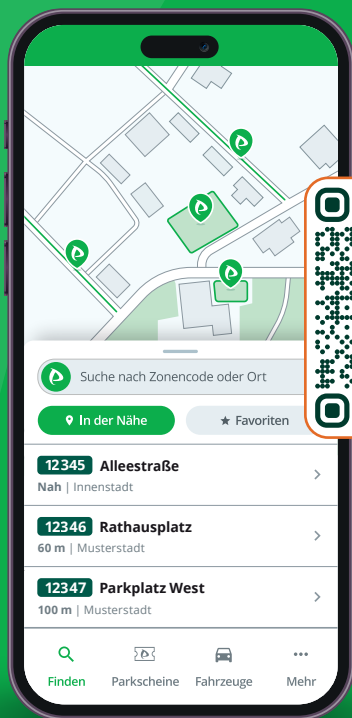 Suche nach Zonencode oder Ort
In der Nähe
Favoriten
12345 Alleestraße
Nah | Innenstadt
12346 Rathausplatz
60 m | Musterstadt
12347 Parkplatz West
100 m | Musterstadt
Finden Parkscheine Fahrzeuge Mehr